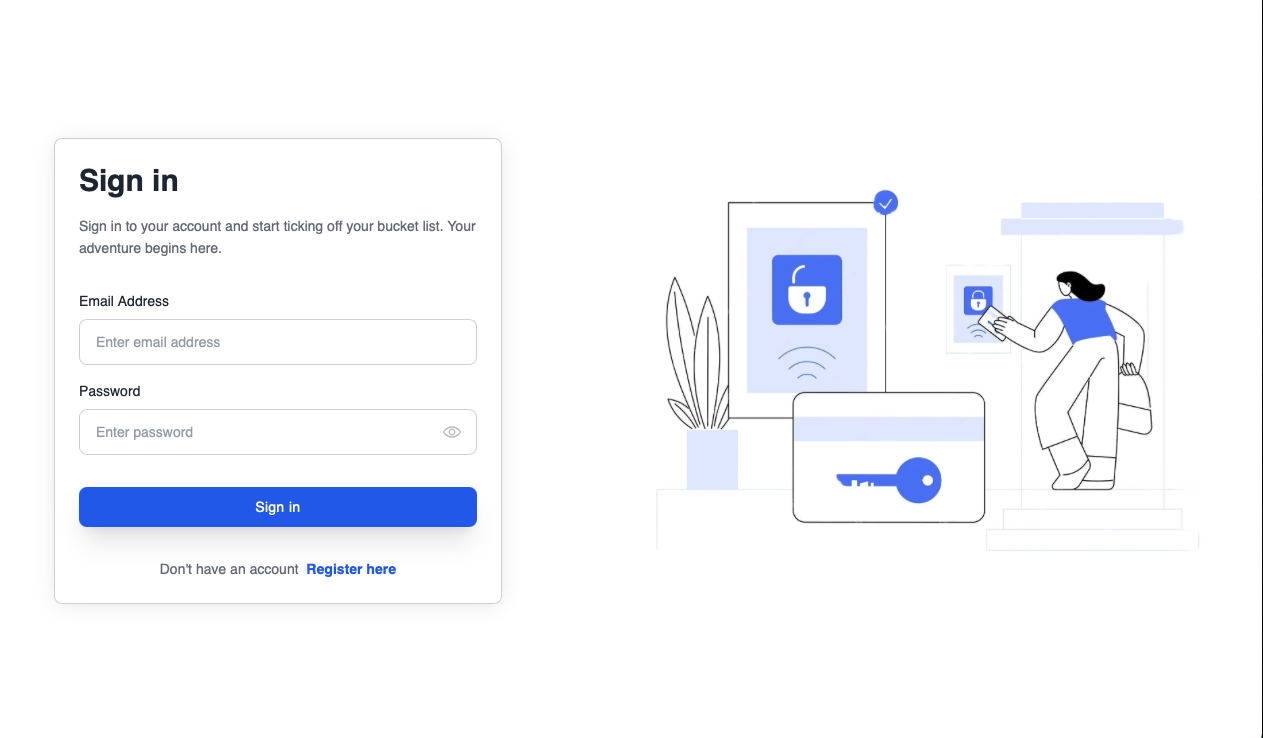 Sign in
Sign in to your account and start ticking off your bucket list. Your
adventure begins here.
Email Address
Enter email address
Password
Enter password
Sign in
Don't have an account Register here